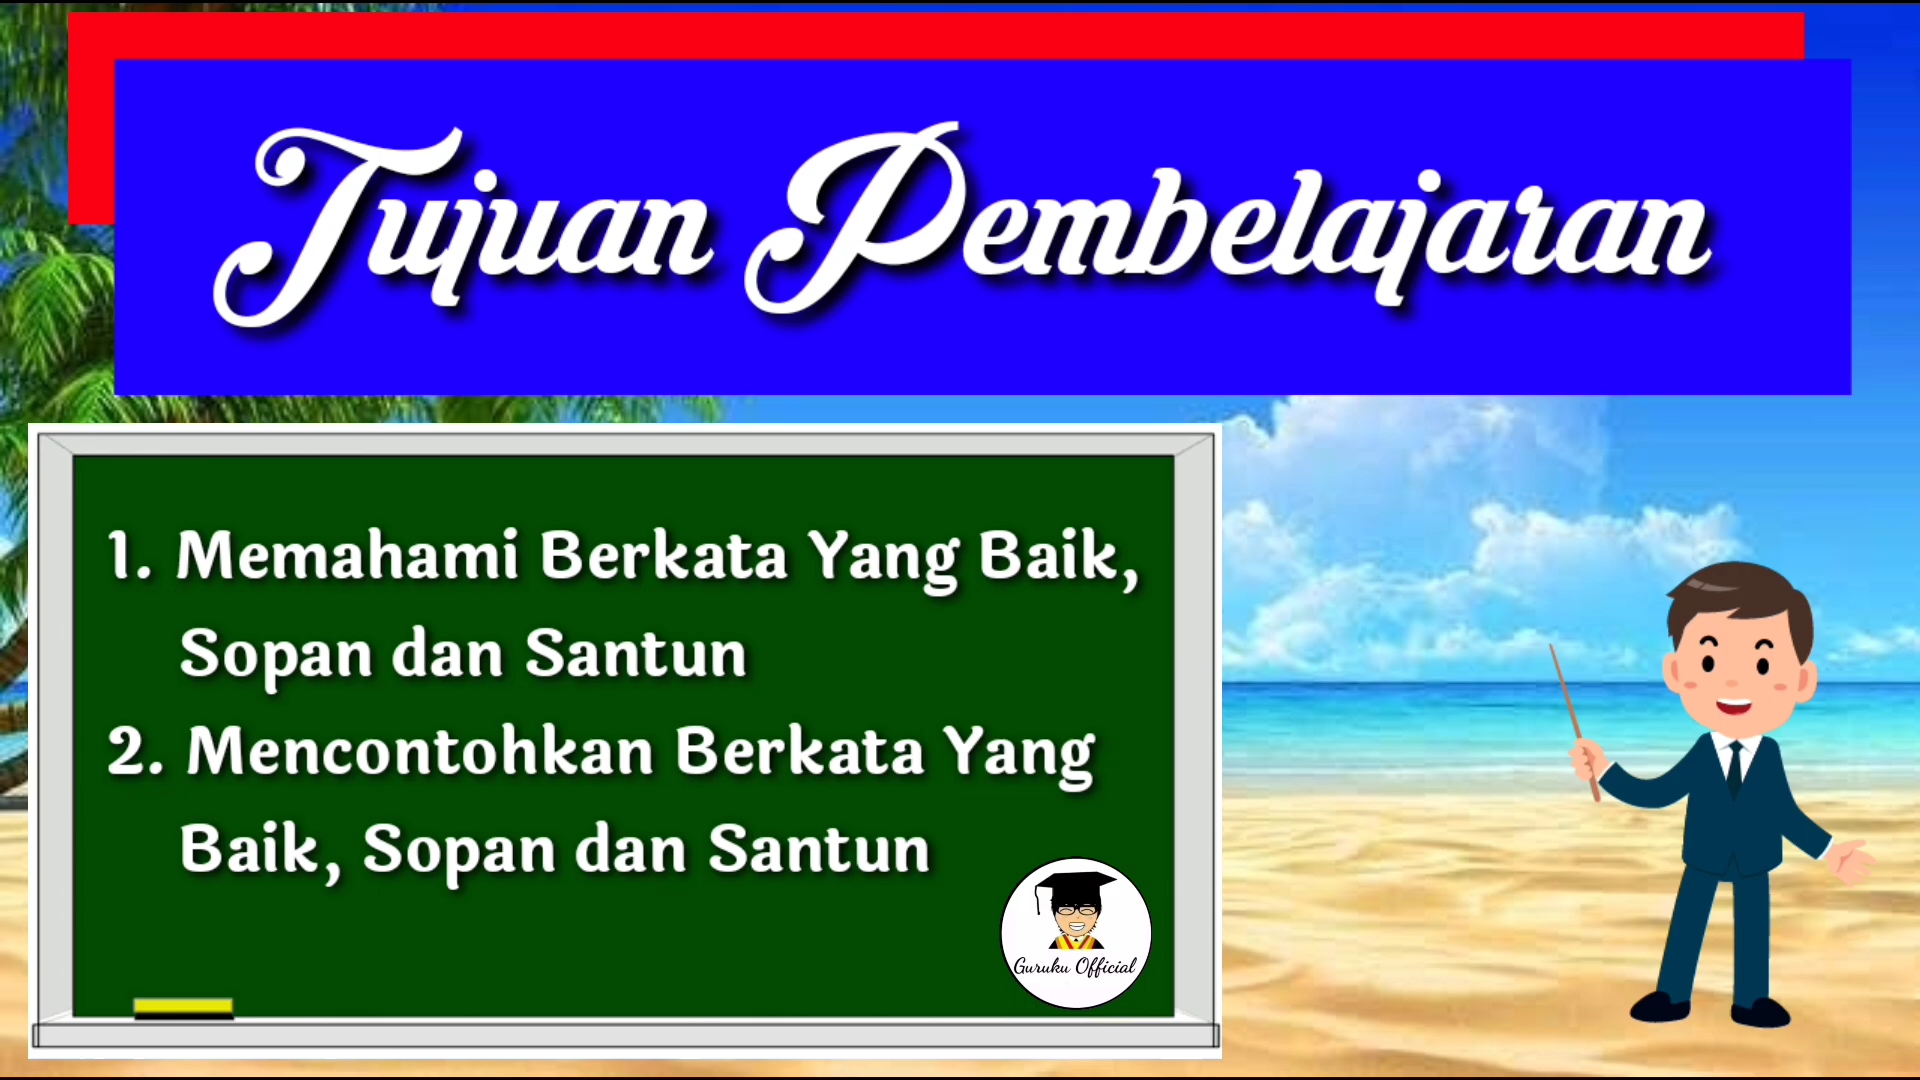 Tujuan Pembelajaran
1. Memahami Berkata Yang Baik,
Sopan dan Santun
2. Mencontohkan Berkata Yang
Baik, Sopan dan Santun
Guruku Official